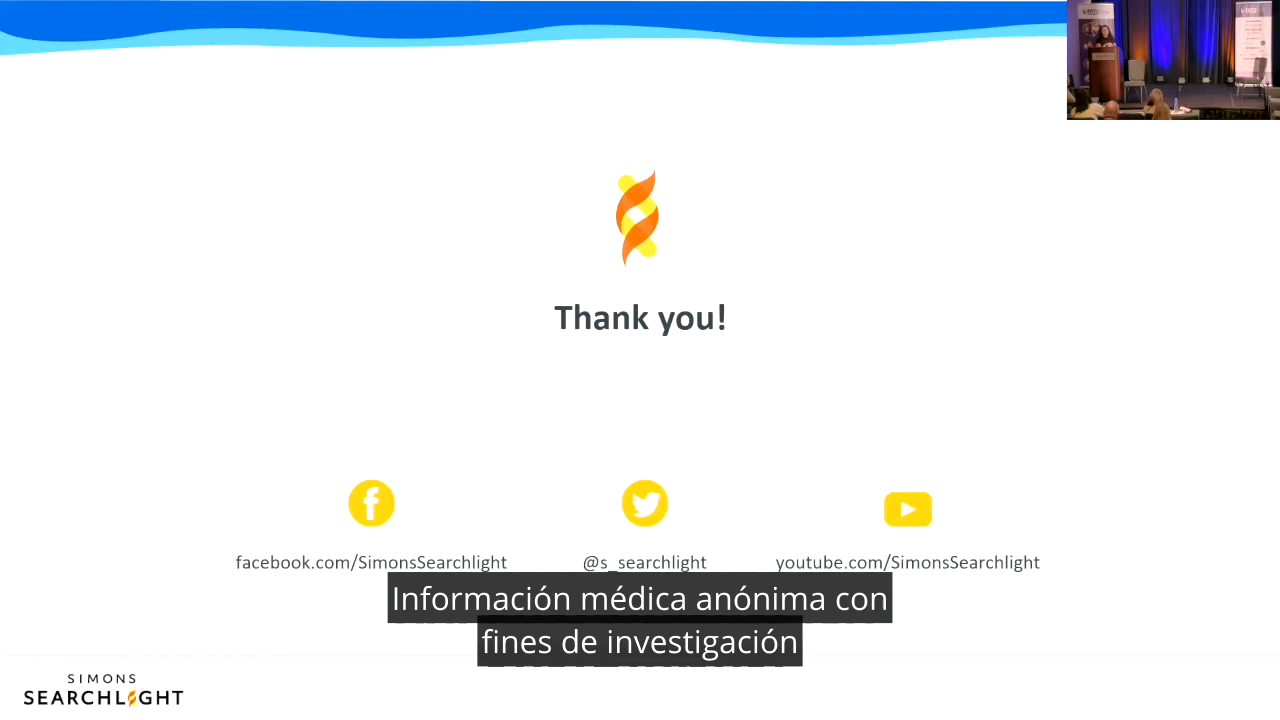 Thank you!
facebook.com/SimonsSearchlight
@s_searchlight
youtube.com/SimonsSearchlight
Información médica anónima con
fines de investigación
SIMONS
SEARCHLIGHT